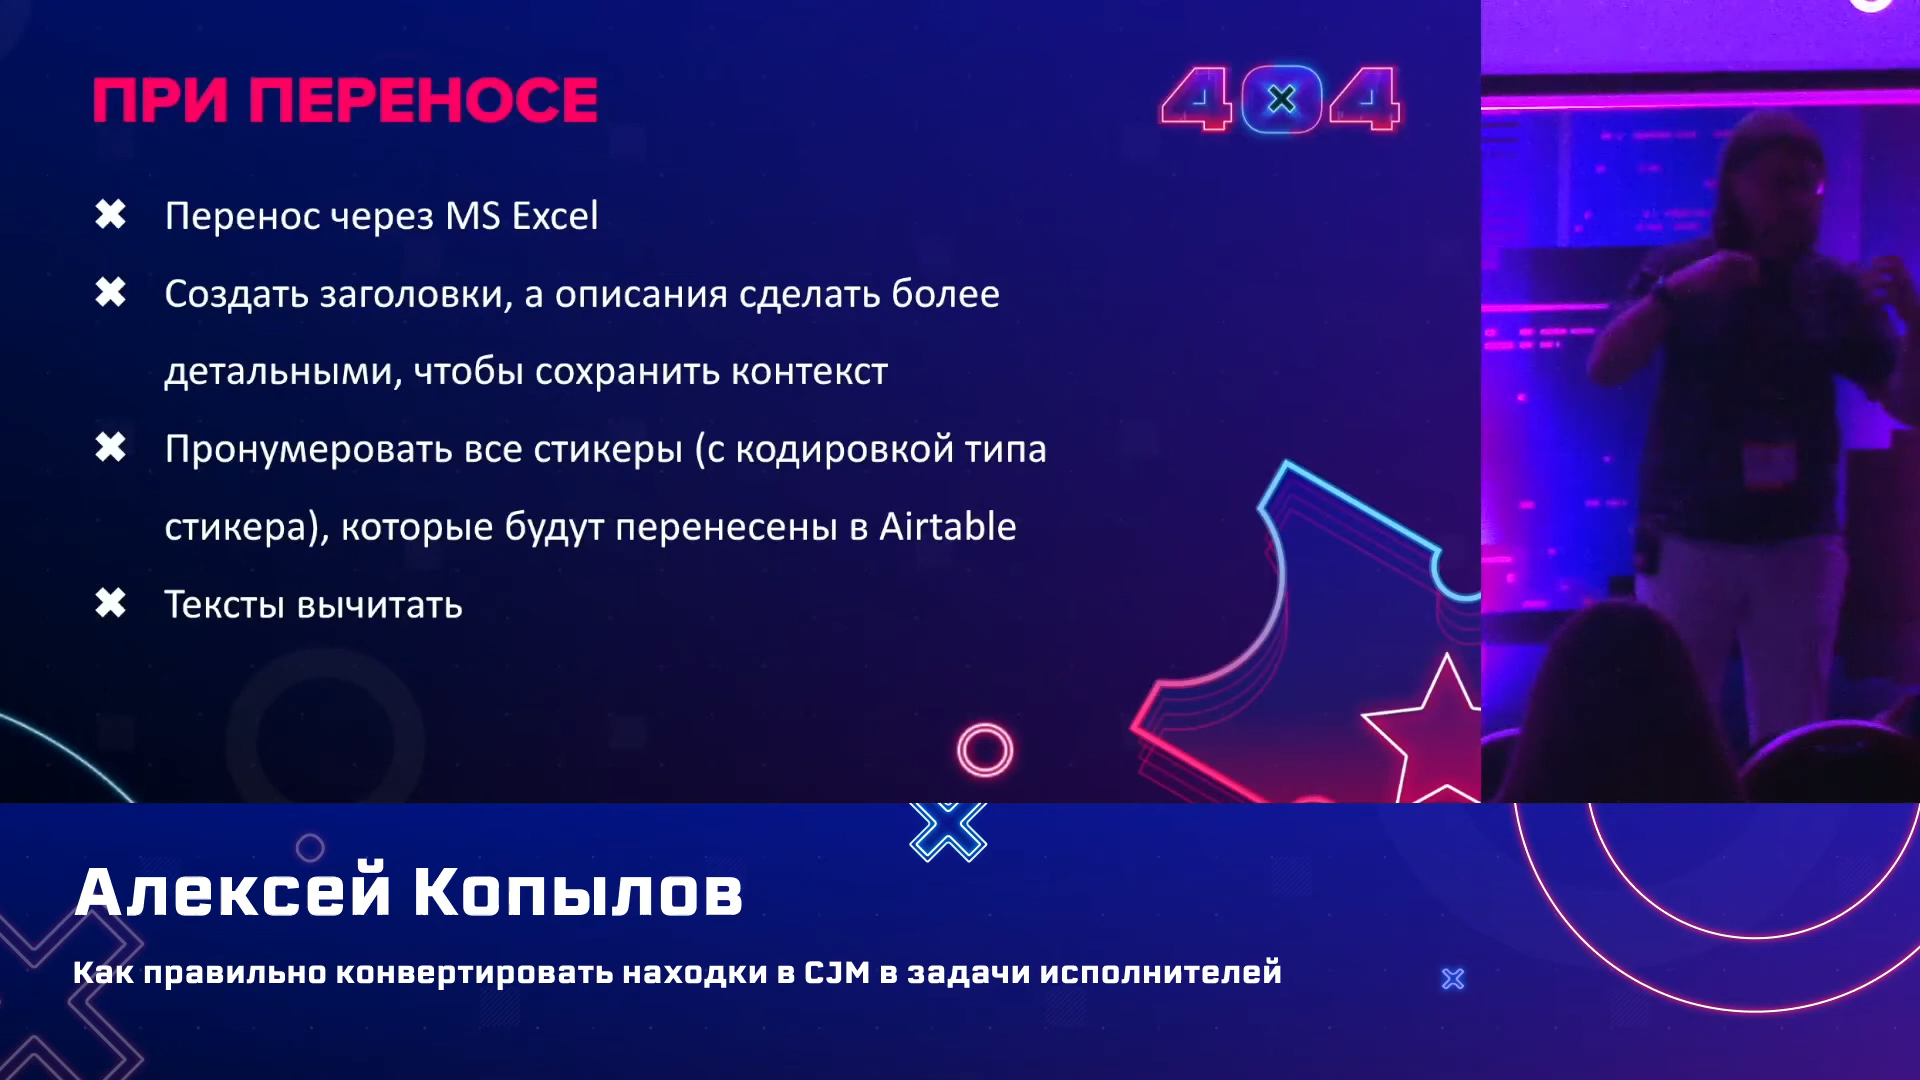 ПРИ ПЕРЕНОСЕ
404
Перенос через MS Excel
Создать заголовки, а описания сделать более
детальными, чтобы сохранить контекст
Пронумеровать все стикеры (с кодировкой типа
стикера), которые будут перенесены в Airtable
Тексты вычитать
Алексей Копылов
Как правильно конвертировать находки в CJM в задачи исполнителей